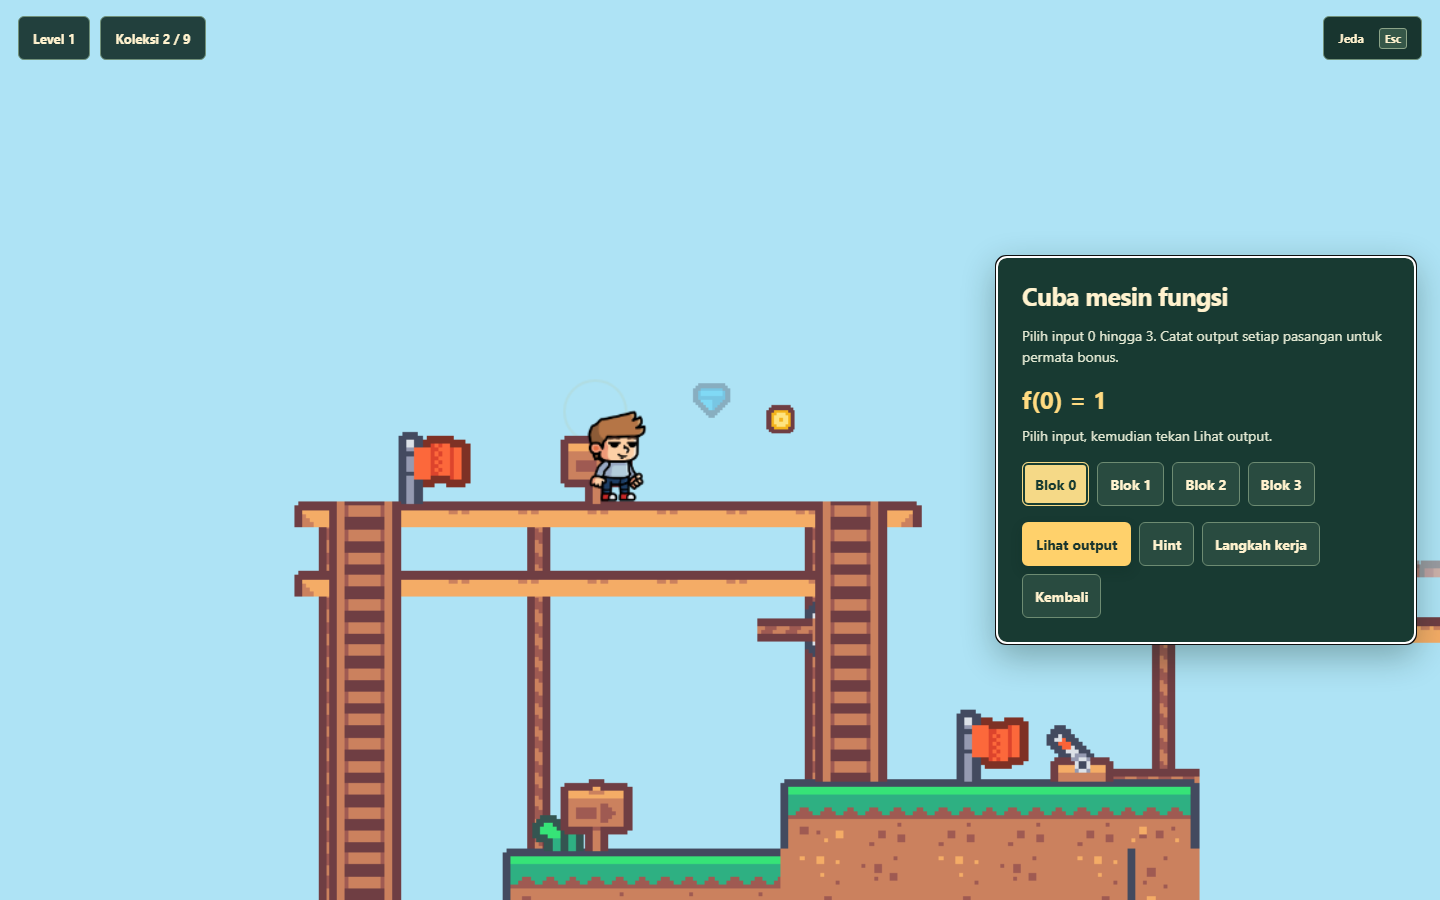 Level 1
Koleksi 2 / 9
Jeda Esc
Cuba mesin fungsi
Pilih input 0 hingga 3. Catat output setiap pasangan untuk
permata bonus.
f(0) = 1
Pilih input, kemudian tekan Lihat output.
Blok 0 Blok 1 Blok 2 Blok 3
Lihat output Hint Langkah kerja
Kembali